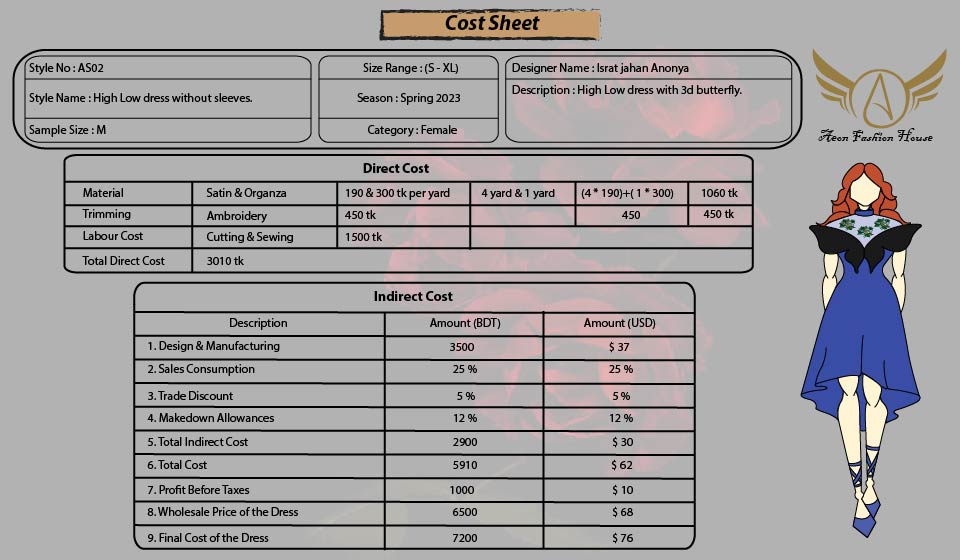 Cost Sheet
Style No : AS02
Style Name : High Low dress without sleeves.
Sample Size : M
Size Range : (S - XL)
Season : Spring 2023
Category : Female
Designer Name : Israt jahan Anonya
Description : High Low dress with 3d butterfly.
Aeon Fashion House
Direct Cost
Material Satin & Organza 190 & 300 tk per yard 4 yard & 1 yard (4 * 190)+( 1 * 300) 1060 tk
Trimming Ambroidery 450 tk 450 450 tk
Labour Cost Cutting & Sewing 1500 tk
Total Direct Cost 3010 tk
Indirect Cost
Description Amount (BDT) Amount (USD)
1. Design & Manufacturing 3500 $ 37
2. Sales Consumption 25 % 25 %
3. Trade Discount 5 % 5 %
4. Makedown Allowances 12 % 12 %
5. Total Indirect Cost 2900 $ 30
6. Total Cost 5910 $ 62
7. Profit Before Taxes 1000 $ 10
8. Wholesale Price of the Dress 6500 $ 68
9. Final Cost of the Dress 7200 $ 76